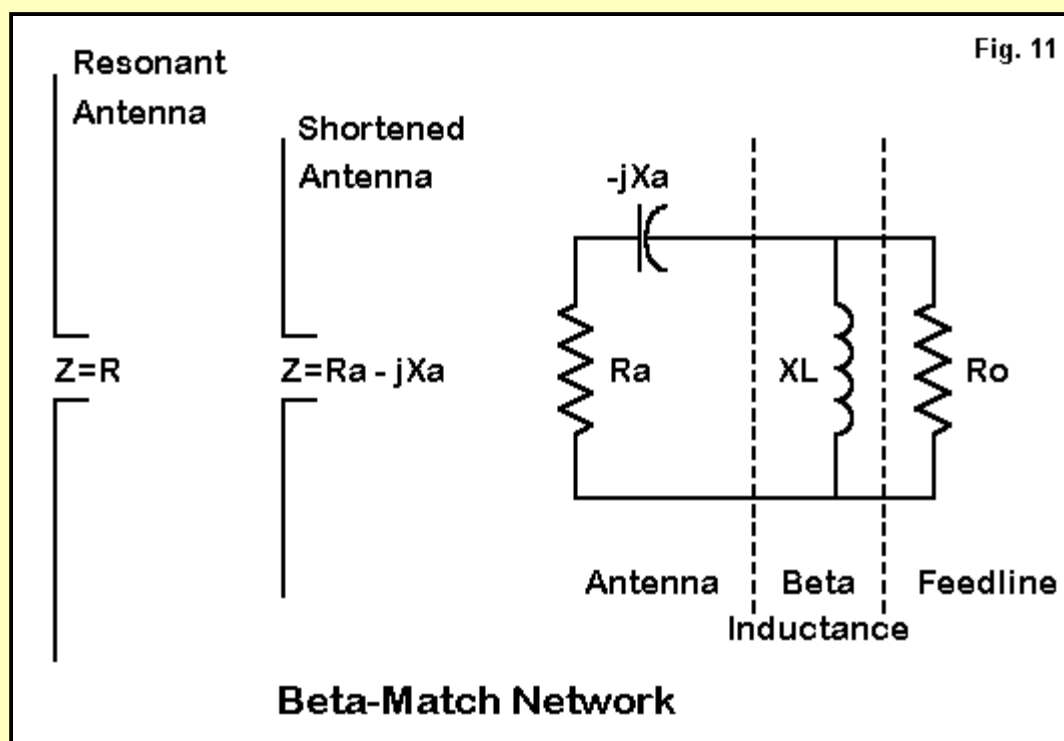 Fig. 11
Resonant
Antenna
Shortened
Antenna
-jXa
Z=R
Z=Ra - jXa
Ra
XL
Ro
Antenna
Beta
Feedline
Inductance
Beta-Match Network